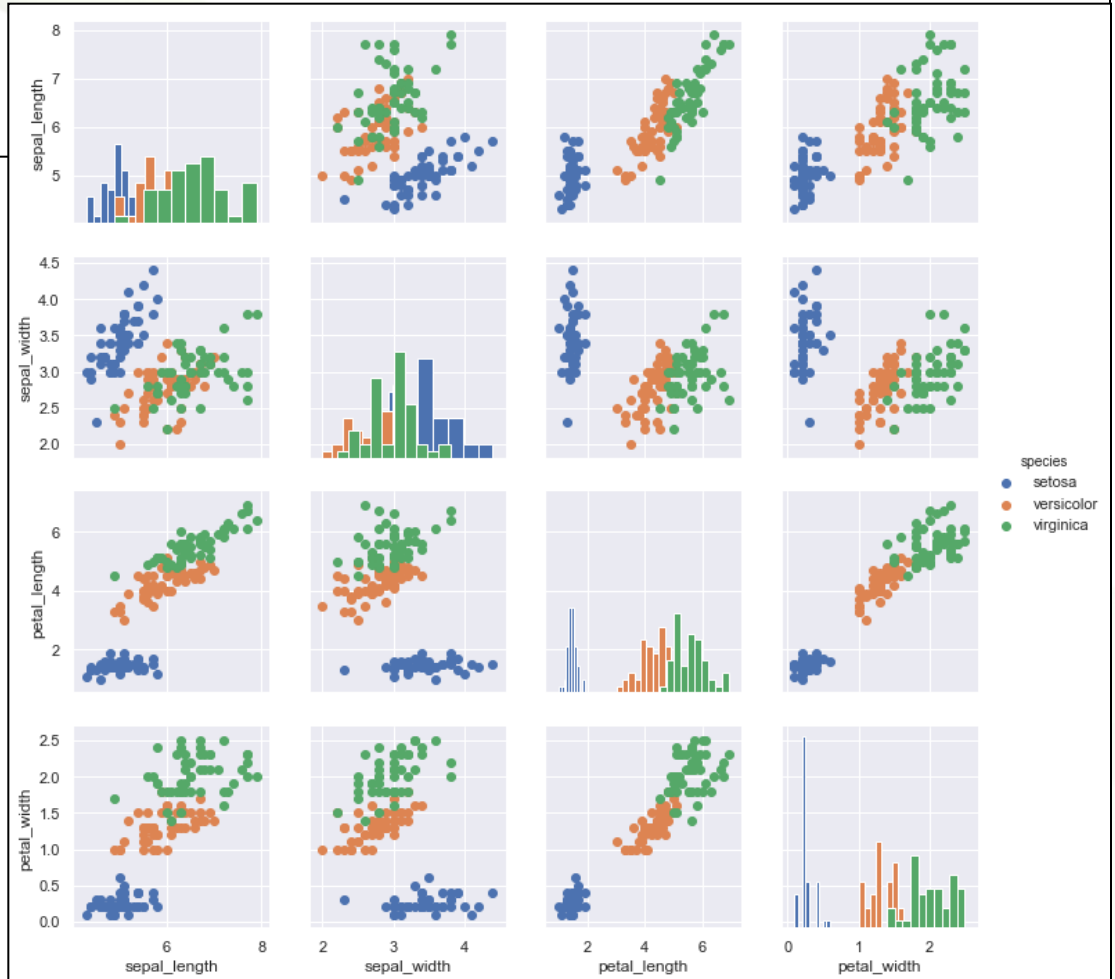 8
7
6
5
sepal_length
4.5
4.0
3.5
3.0
2.5
2.0
sepal_width
species
setosa
versicolor
virginica
6
4
2
petal_length
2.5
2.0
1.5
1.0
0.5
0.0
petal_width
6 8
sepal_length
2 3 4
sepal_width
2 4 6
petal_length
0 1 2
petal_width